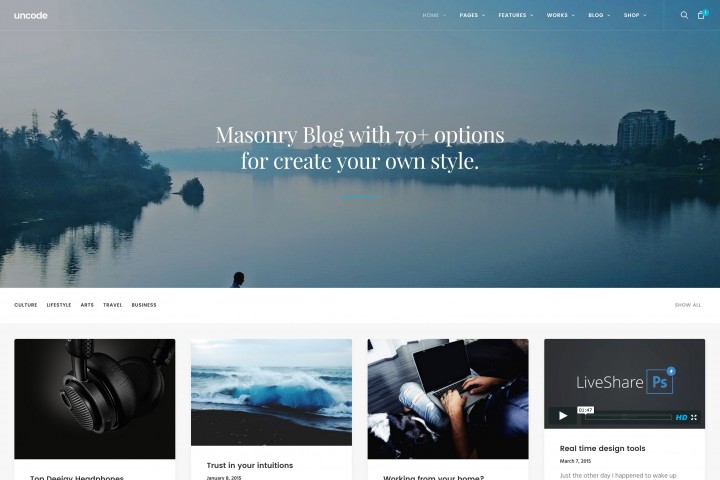 uncode
HOME PAGES FEATURES WORKS BLOG SHOP
Masonry Blog with 70+ options
for create your own style.
CULTURE LIFESTYLE ARTS TRAVEL BUSINESS
SHOW ALL
LiveShare Ps
01:47
HD
Top Deejay Headphones
Trust in your intuitions
January 8, 2015
Working from your home?
Real time design tools
March 7, 2015
Just the other day I happened to wake up